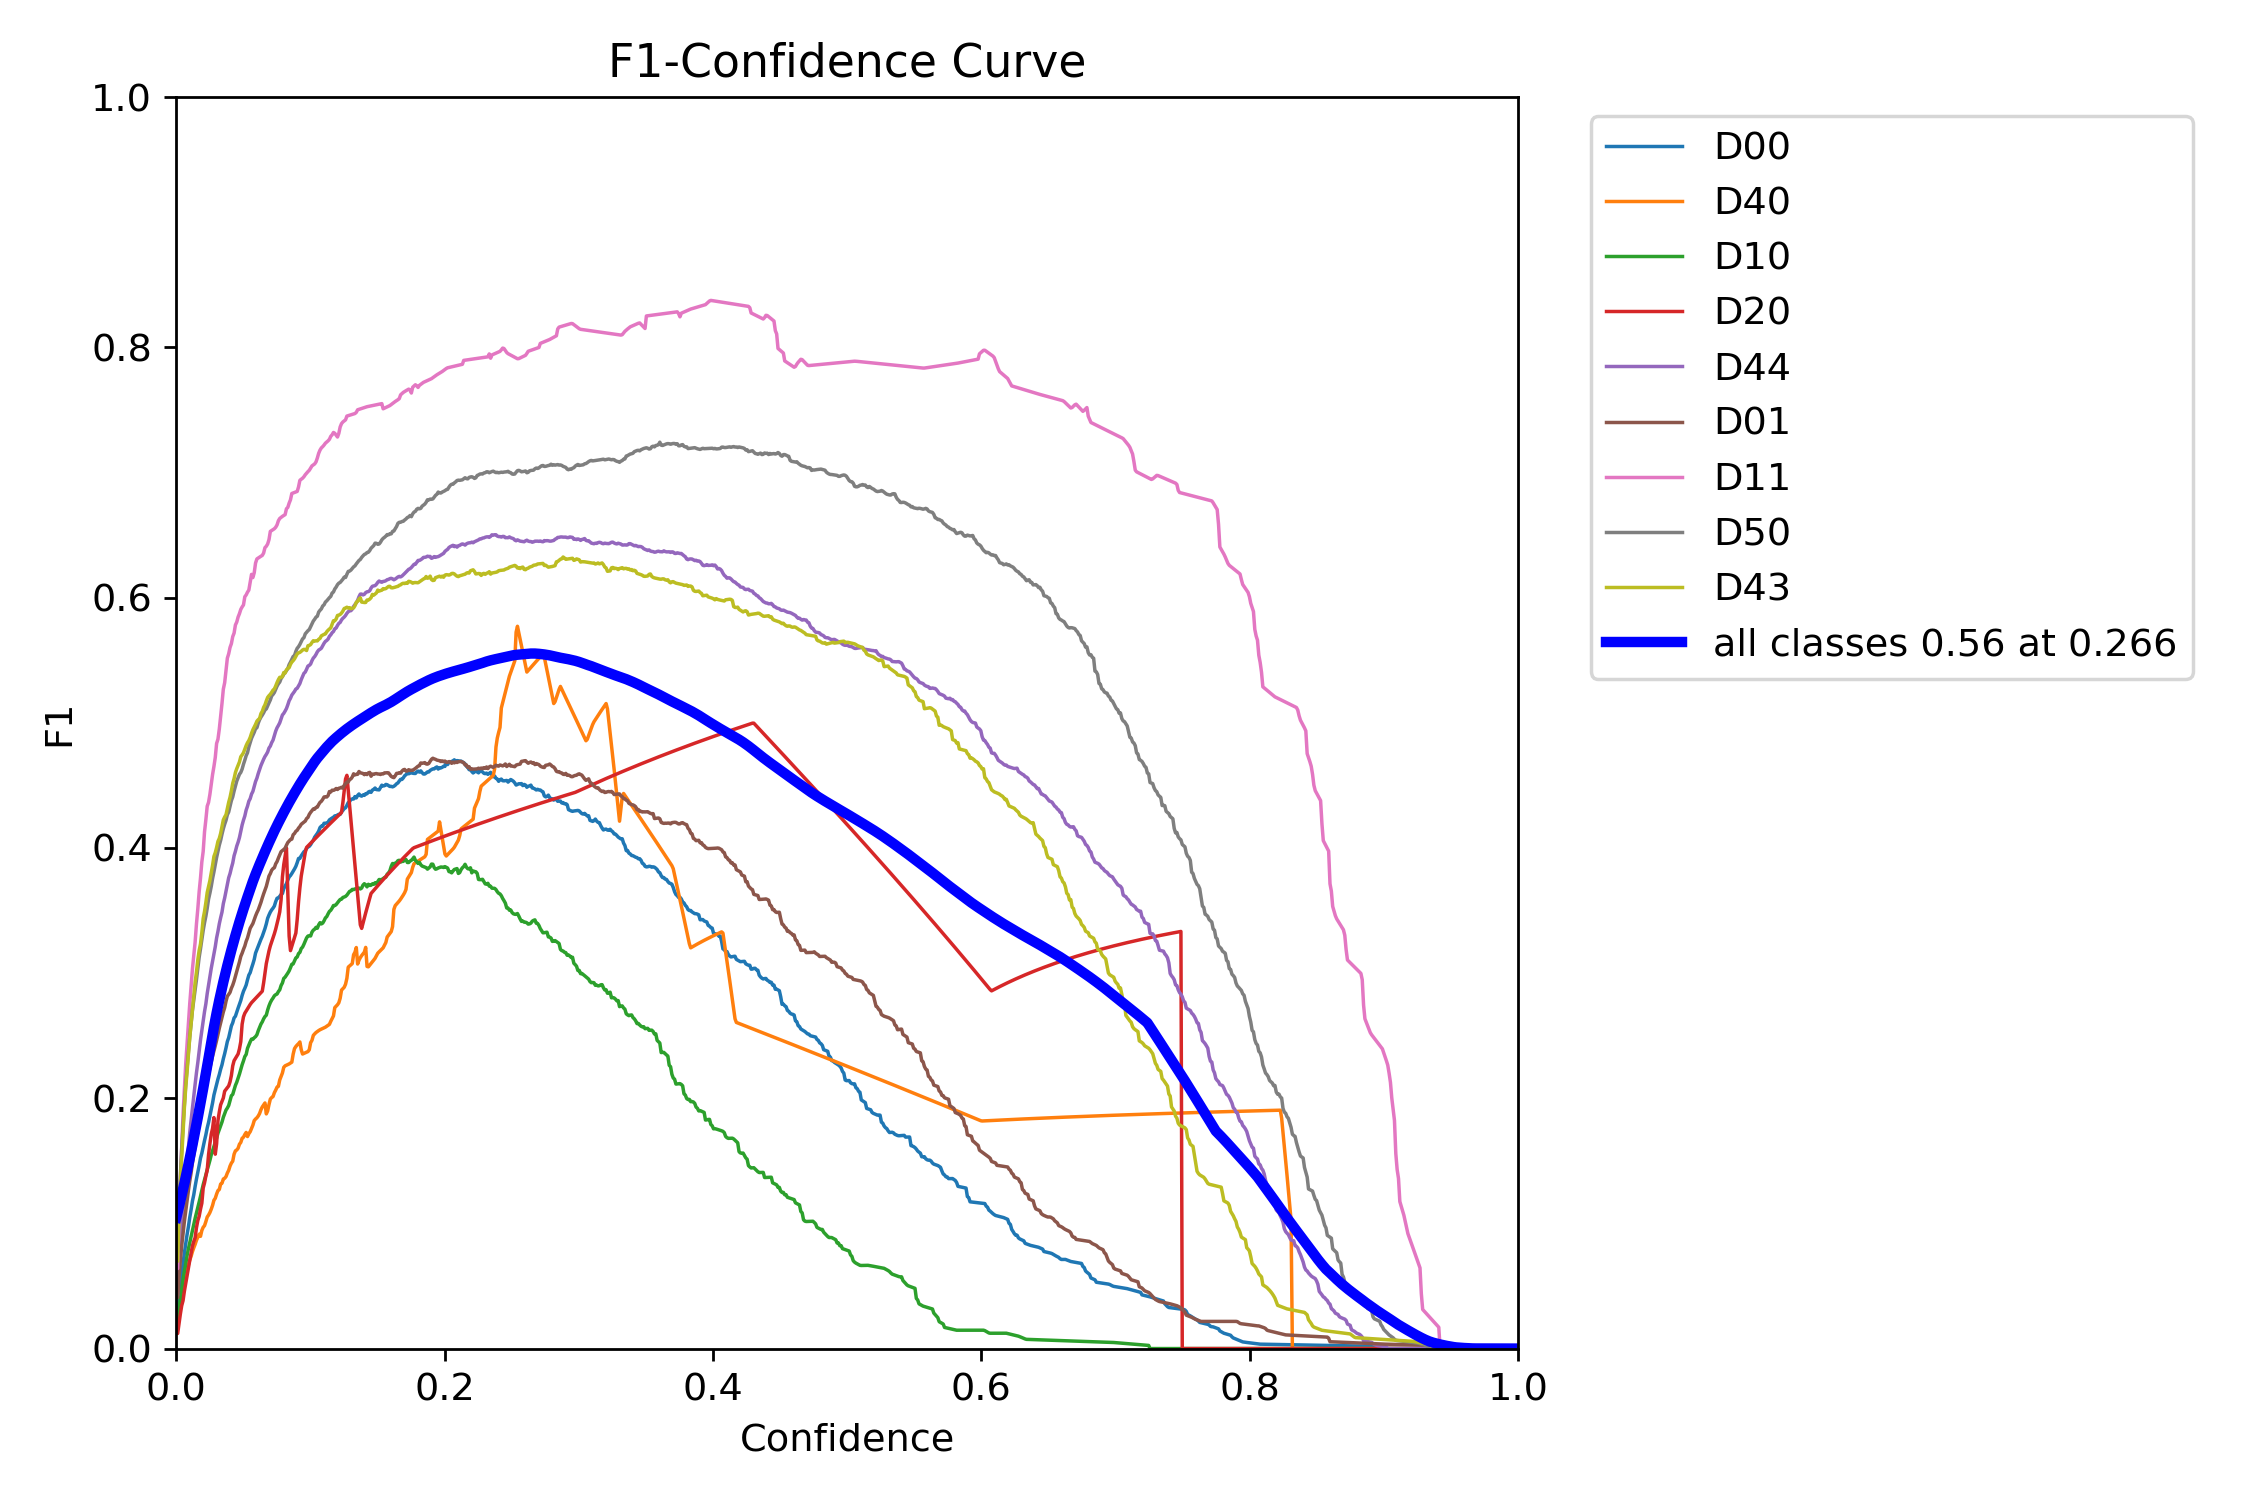 F1-Confidence Curve
1.0
0.8
0.6
0.4
0.2
0.0
F1
0.0 0.2 0.4 0.6 0.8 1.0
Confidence
D00
D40
D10
D20
D44
D01
D11
D50
D43
all classes 0.56 at 0.266